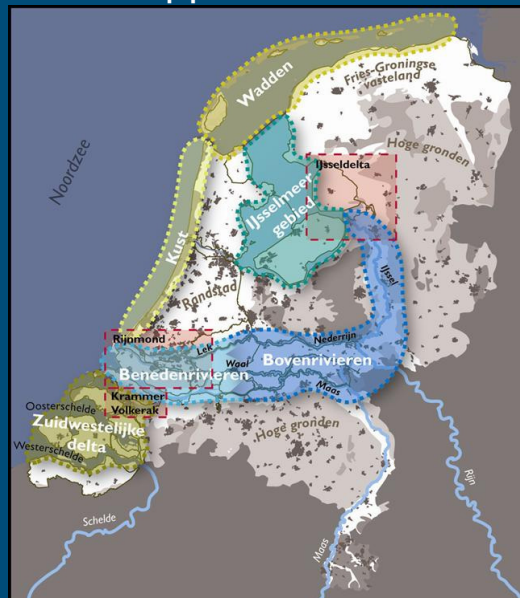 Wadden
Fries-Groningse
vasteland
Hoge gronden
Noordzee
IJsseldelta
IJsselmeer
gebied
Kust
IJssel
Randstad
Rijnmond
Lek
Nederrijn
Waal
Bovenrivieren
Benedenrivieren
Maas
Krammer
Volkerak
Oosterschelde
Zuidwestelijke
delta
Westerschelde
Hoge gronden
Rijn
Schelde
Maas